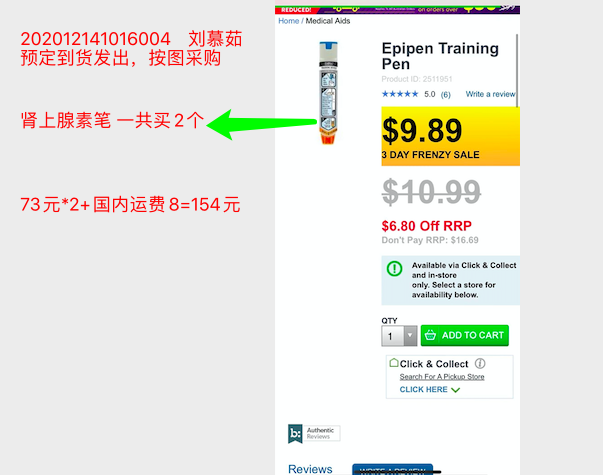 202012141016004 刘慕茹
预定到货发出，按图采购
肾上腺素笔 一共买2个
73元*2+国内运费8=154元
REDUCED!
on orders over
Home / Medical Aids
Epipen Training
Pen
Product ID: 2511951
5.0 (6) Write a review
$9.89
3 DAY FRENZY SALE
$10.99
$6.80 Off RRP
Don't Pay RRP: $16.69
Available via Click & Collect
and in-store
only. Select a store for
availability below.
QTY
1
ADD TO CART
Click & Collect
Search For A Pickup Store
CLICK HERE
Authentic
Reviews
Reviews
WRITE A REVIEW